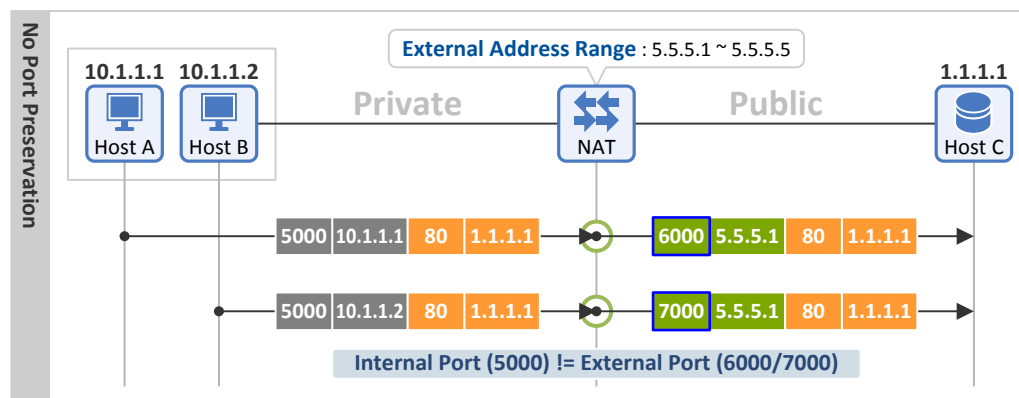 No Port Preservation
External Address Range : 5.5.5.1 ~ 5.5.5.5
10.1.1.1 10.1.1.2 1.1.1.1
Private Public
Host A Host B NAT Host C
5000 10.1.1.1 80 1.1.1.1 6000 5.5.5.1 80 1.1.1.1
5000 10.1.1.2 80 1.1.1.1 7000 5.5.5.1 80 1.1.1.1
Internal Port (5000) != External Port (6000/7000)